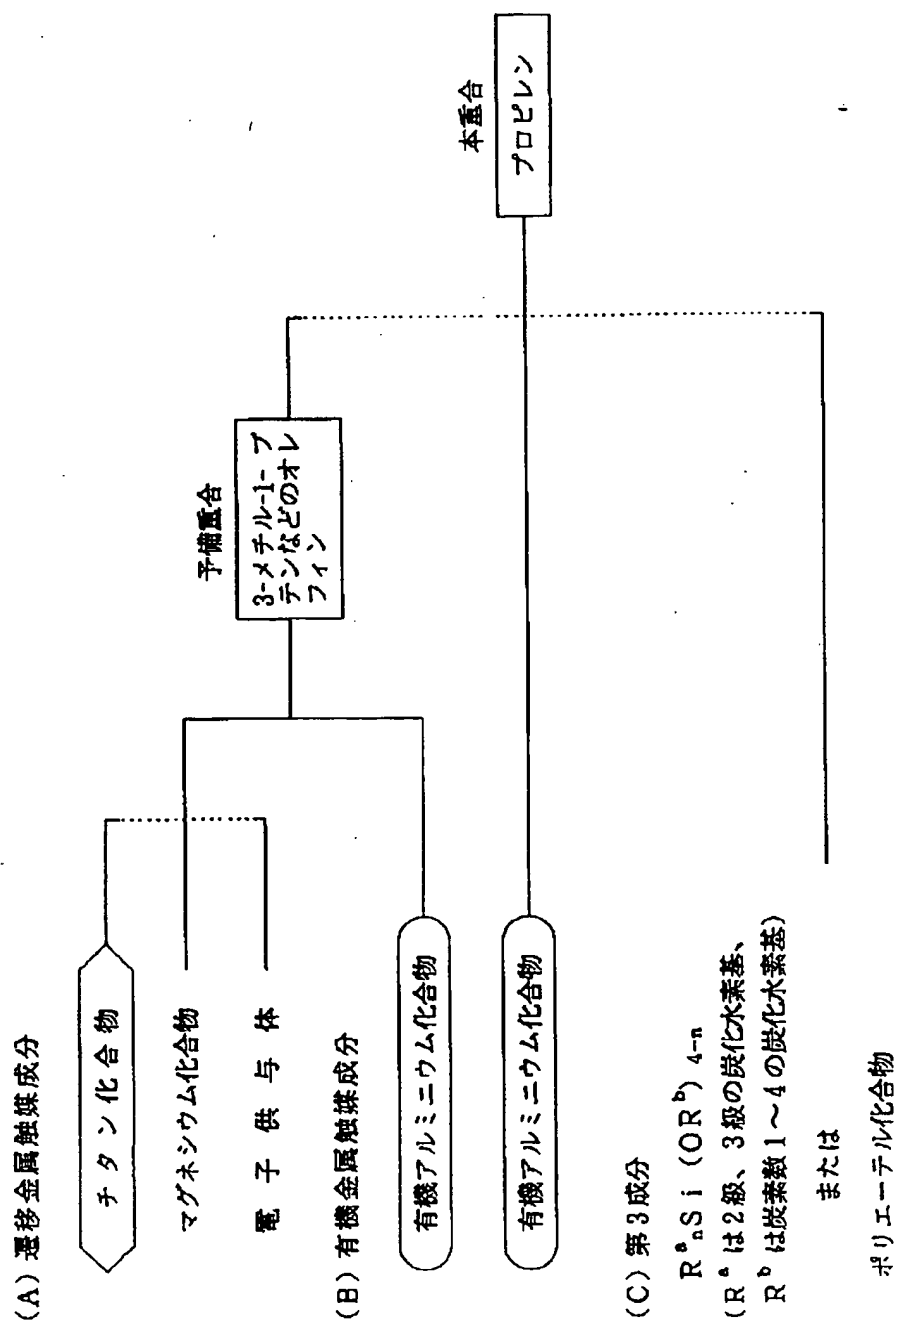 (A) 遷移金属触媒成分
チタン化合物
マグネシウム化合物
電子供与体
(B) 有機金属触媒成分
有機アルミニウム化合物
有機アルミニウム化合物
(C) 第3成分
RᵃnSi(ORᵇ)4-n
(Rᵃは2級、3級の炭化水素基、
Rᵇは炭素数1～4の炭化水素基)
または
ポリエーテル化合物
予備重合
3-メチル-1-ブ
テンなどのオレ
フィン
本重合
プロピレン